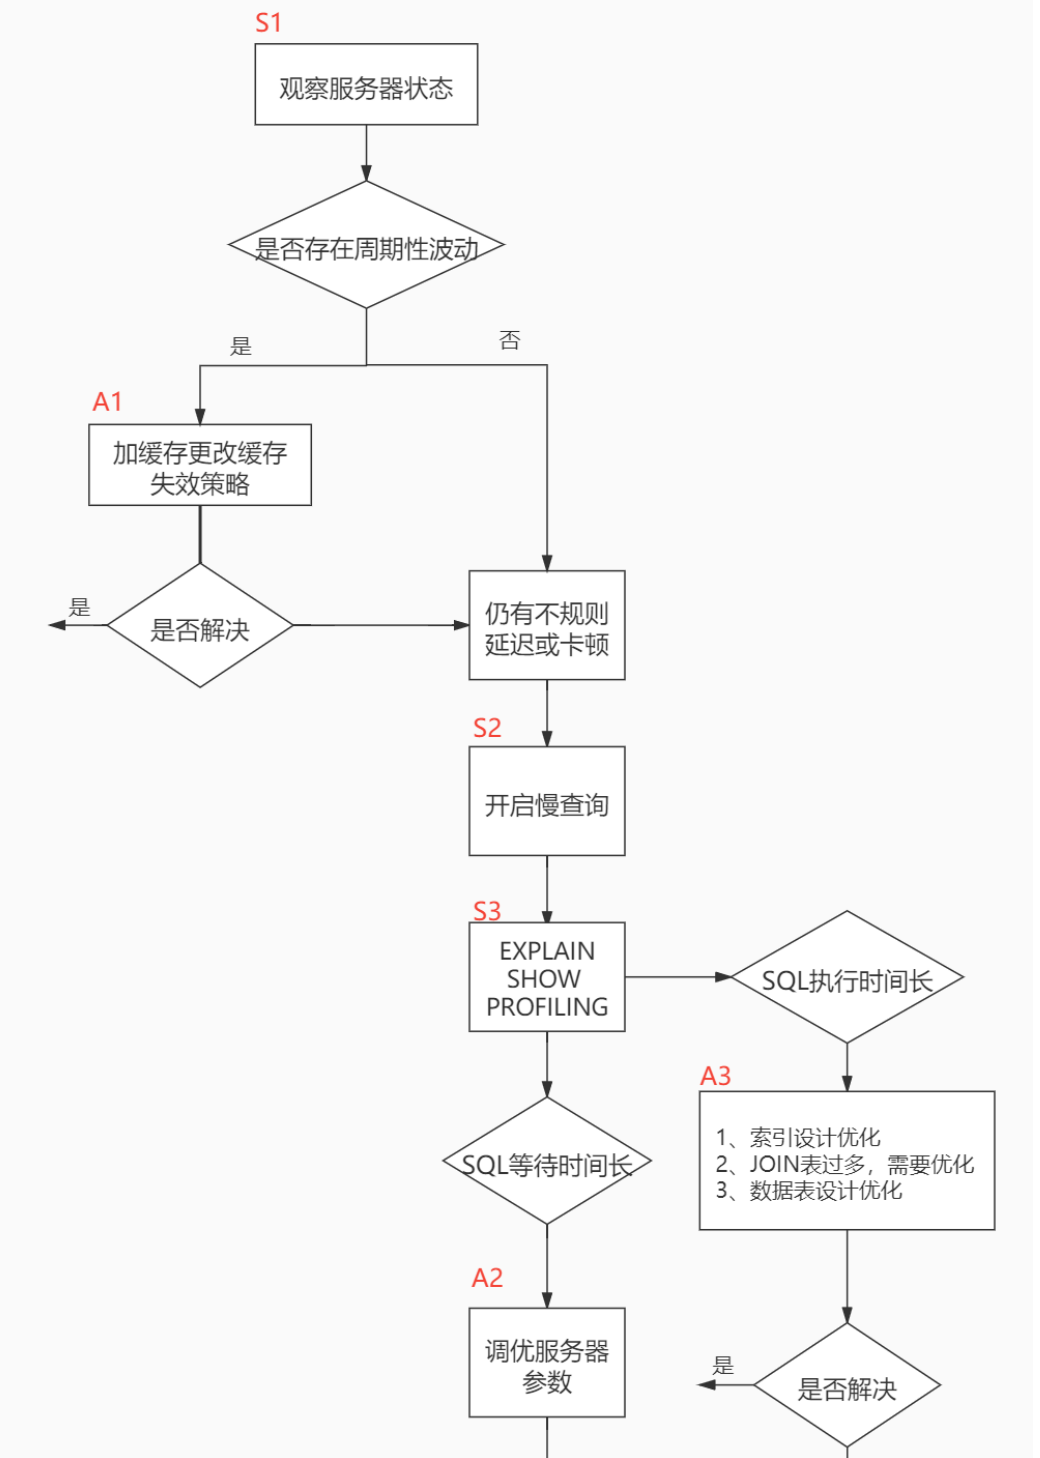 S1
观察服务器状态
是否存在周期性波动
是
否
A1
加缓存更改缓存
失效策略
是
是否解决
仍有不规则
延迟或卡顿
S2
开启慢查询
S3
EXPLAIN
SHOW
PROFILING
SQL执行时间长
A3
1、索引设计优化
2、JOIN表过多，需要优化
3、数据表设计优化
SQL等待时间长
A2
调优服务器
参数
是
是否解决